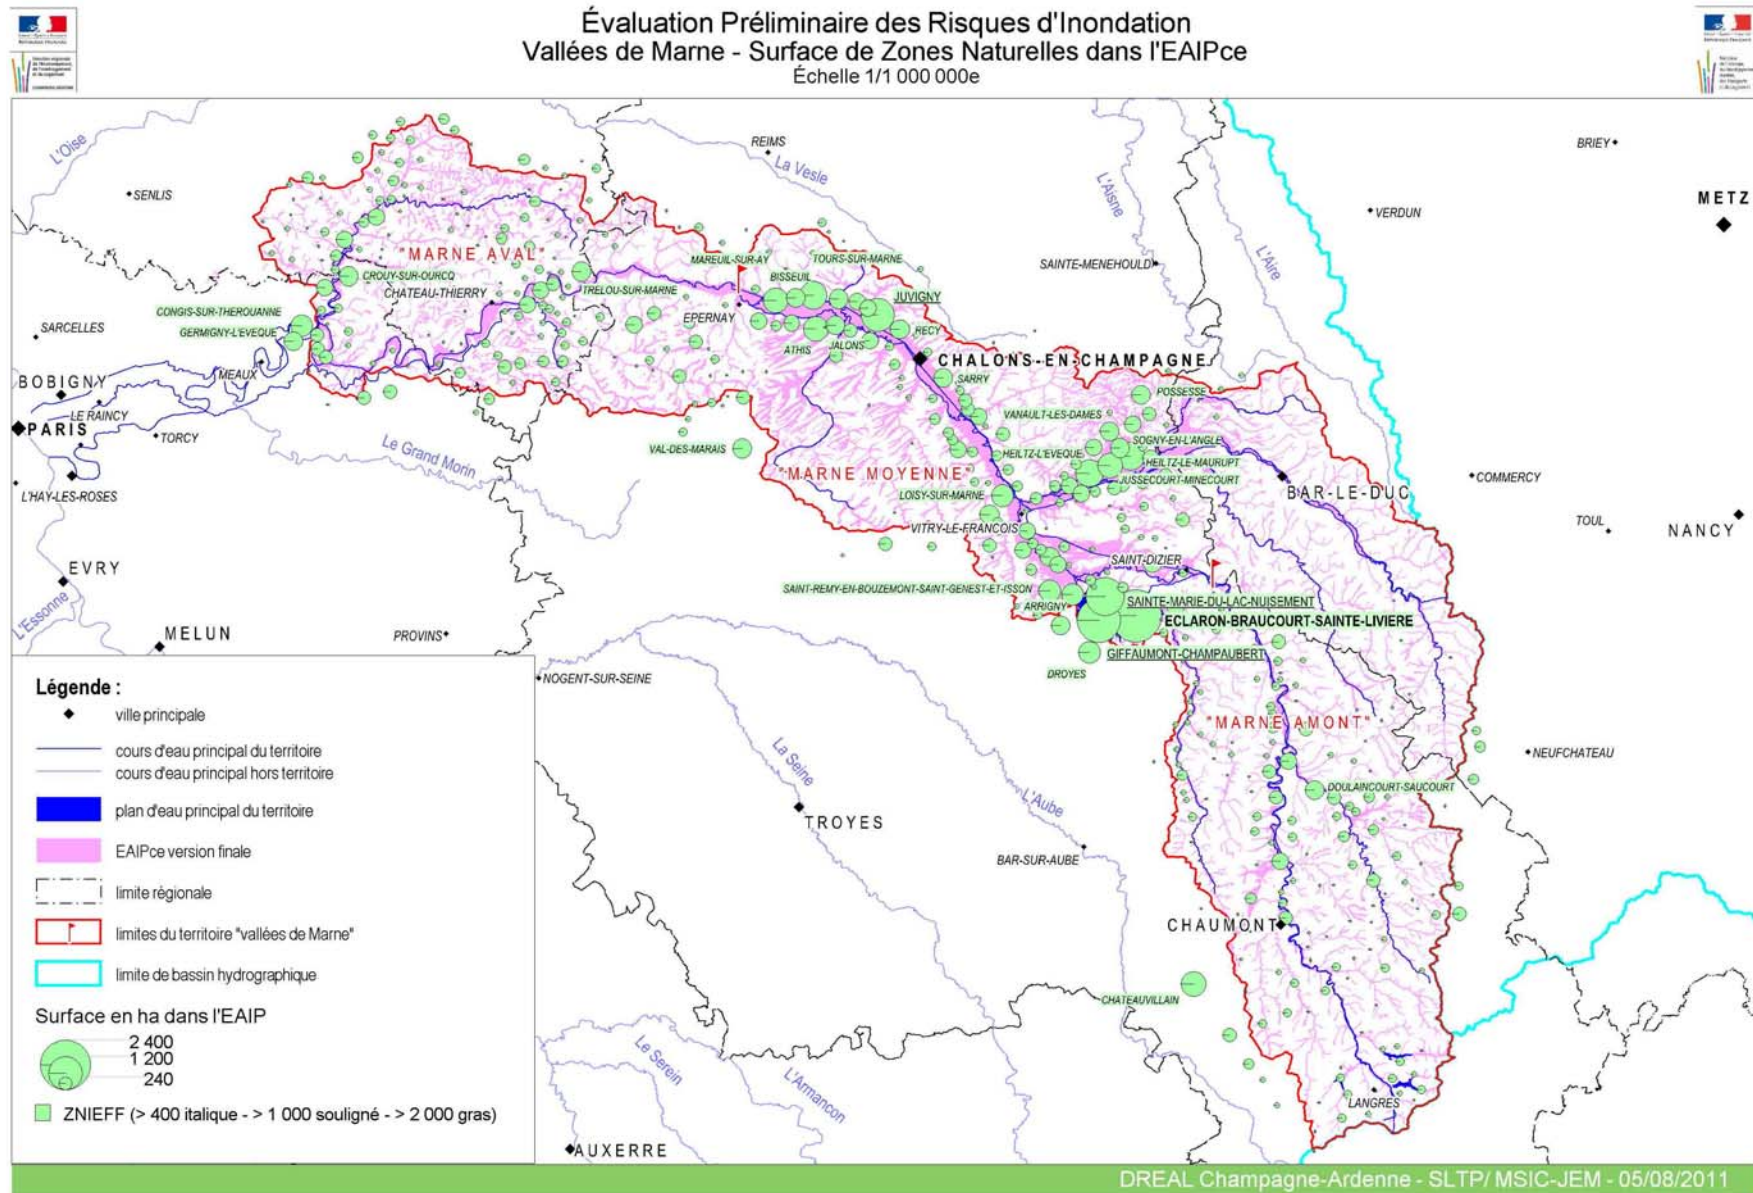 Évaluation Préliminaire des Risques d'Inondation
Vallées de Marne - Surface de Zones Naturelles dans l'EAIPce
Échelle 1/1 000 000e
L'Oise
REIMS
La Vesle
BRIEY
SENLIS
L'Aisne
METZ
VERDUN
"MARNE AVAL"
MAREUIL-SUR-AY
TOURS-SUR-MARNE
SAINTE-MENEHOULD
L'Aire
CROUY-SUR-OURCQ
BISSEUIL
CHATEAU-THIERRY
TRELOU-SUR-MARNE
JUVIGNY
CONGIS-SUR-THEROUANNE
EPERNAY
SARCELLES
GERMIGNY-L'EVEQUE
RECY
ATHIS
JALONS
CHALONS-EN-CHAMPAGNE
MEAUX
BOBIGNY
SARRY
POSSESSE
LE RAINCY
VANAULT-LES-DAMES
PARIS
TORCY
SOGNY-EN-L'ANGLE
Le Grand Morin
VAL-DES-MARAIS
HEILTZ-L'EVEQUE
HEILTZ-LE-MAURUPT
"MARNE MOYENNE"
JUSSECOURT-MINECOURT
COMMERCY
L'HAY-LES-ROSES
LOISY-SUR-MARNE
BAR-LE-DUC
TOUL
VITRY-LE-FRANCOIS
NANCY
SAINT-DIZIER
EVRY
SAINT-REMY-EN-BOUZEMONT-SAINT-GENEST-ET-ISSON
L'Essonne
ARRIGNY
SAINTE-MARIE-DU-LAC-NUISEMENT
ECLARON-BRAUCOURT-SAINTE-LIVIERE
MELUN
PROVINS
GIFFAUMONT-CHAMPAUBERT
DROYES
NOGENT-SUR-SEINE
"MARNE AMONT"
La Seine
NEUFCHATEAU
DOULAINCOURT-SAUCOURT
L'Aube
TROYES
BAR-SUR-AUBE
CHAUMONT
CHATEAUVILLAIN
Le Serein
L'Armancon
LANGRES
AUXERRE
Légende :
ville principale
cours d'eau principal du territoire
cours d'eau principal hors territoire
plan d'eau principal du territoire
EAIPce version finale
limite régionale
limites du territoire "vallées de Marne"
limite de bassin hydrographique
Surface en ha dans l'EAIP
2 400
1 200
240
ZNIEFF (> 400 italique - > 1 000 souligné - > 2 000 gras)
DREAL Champagne-Ardenne - SLTP/ MSIC-JEM - 05/08/2011